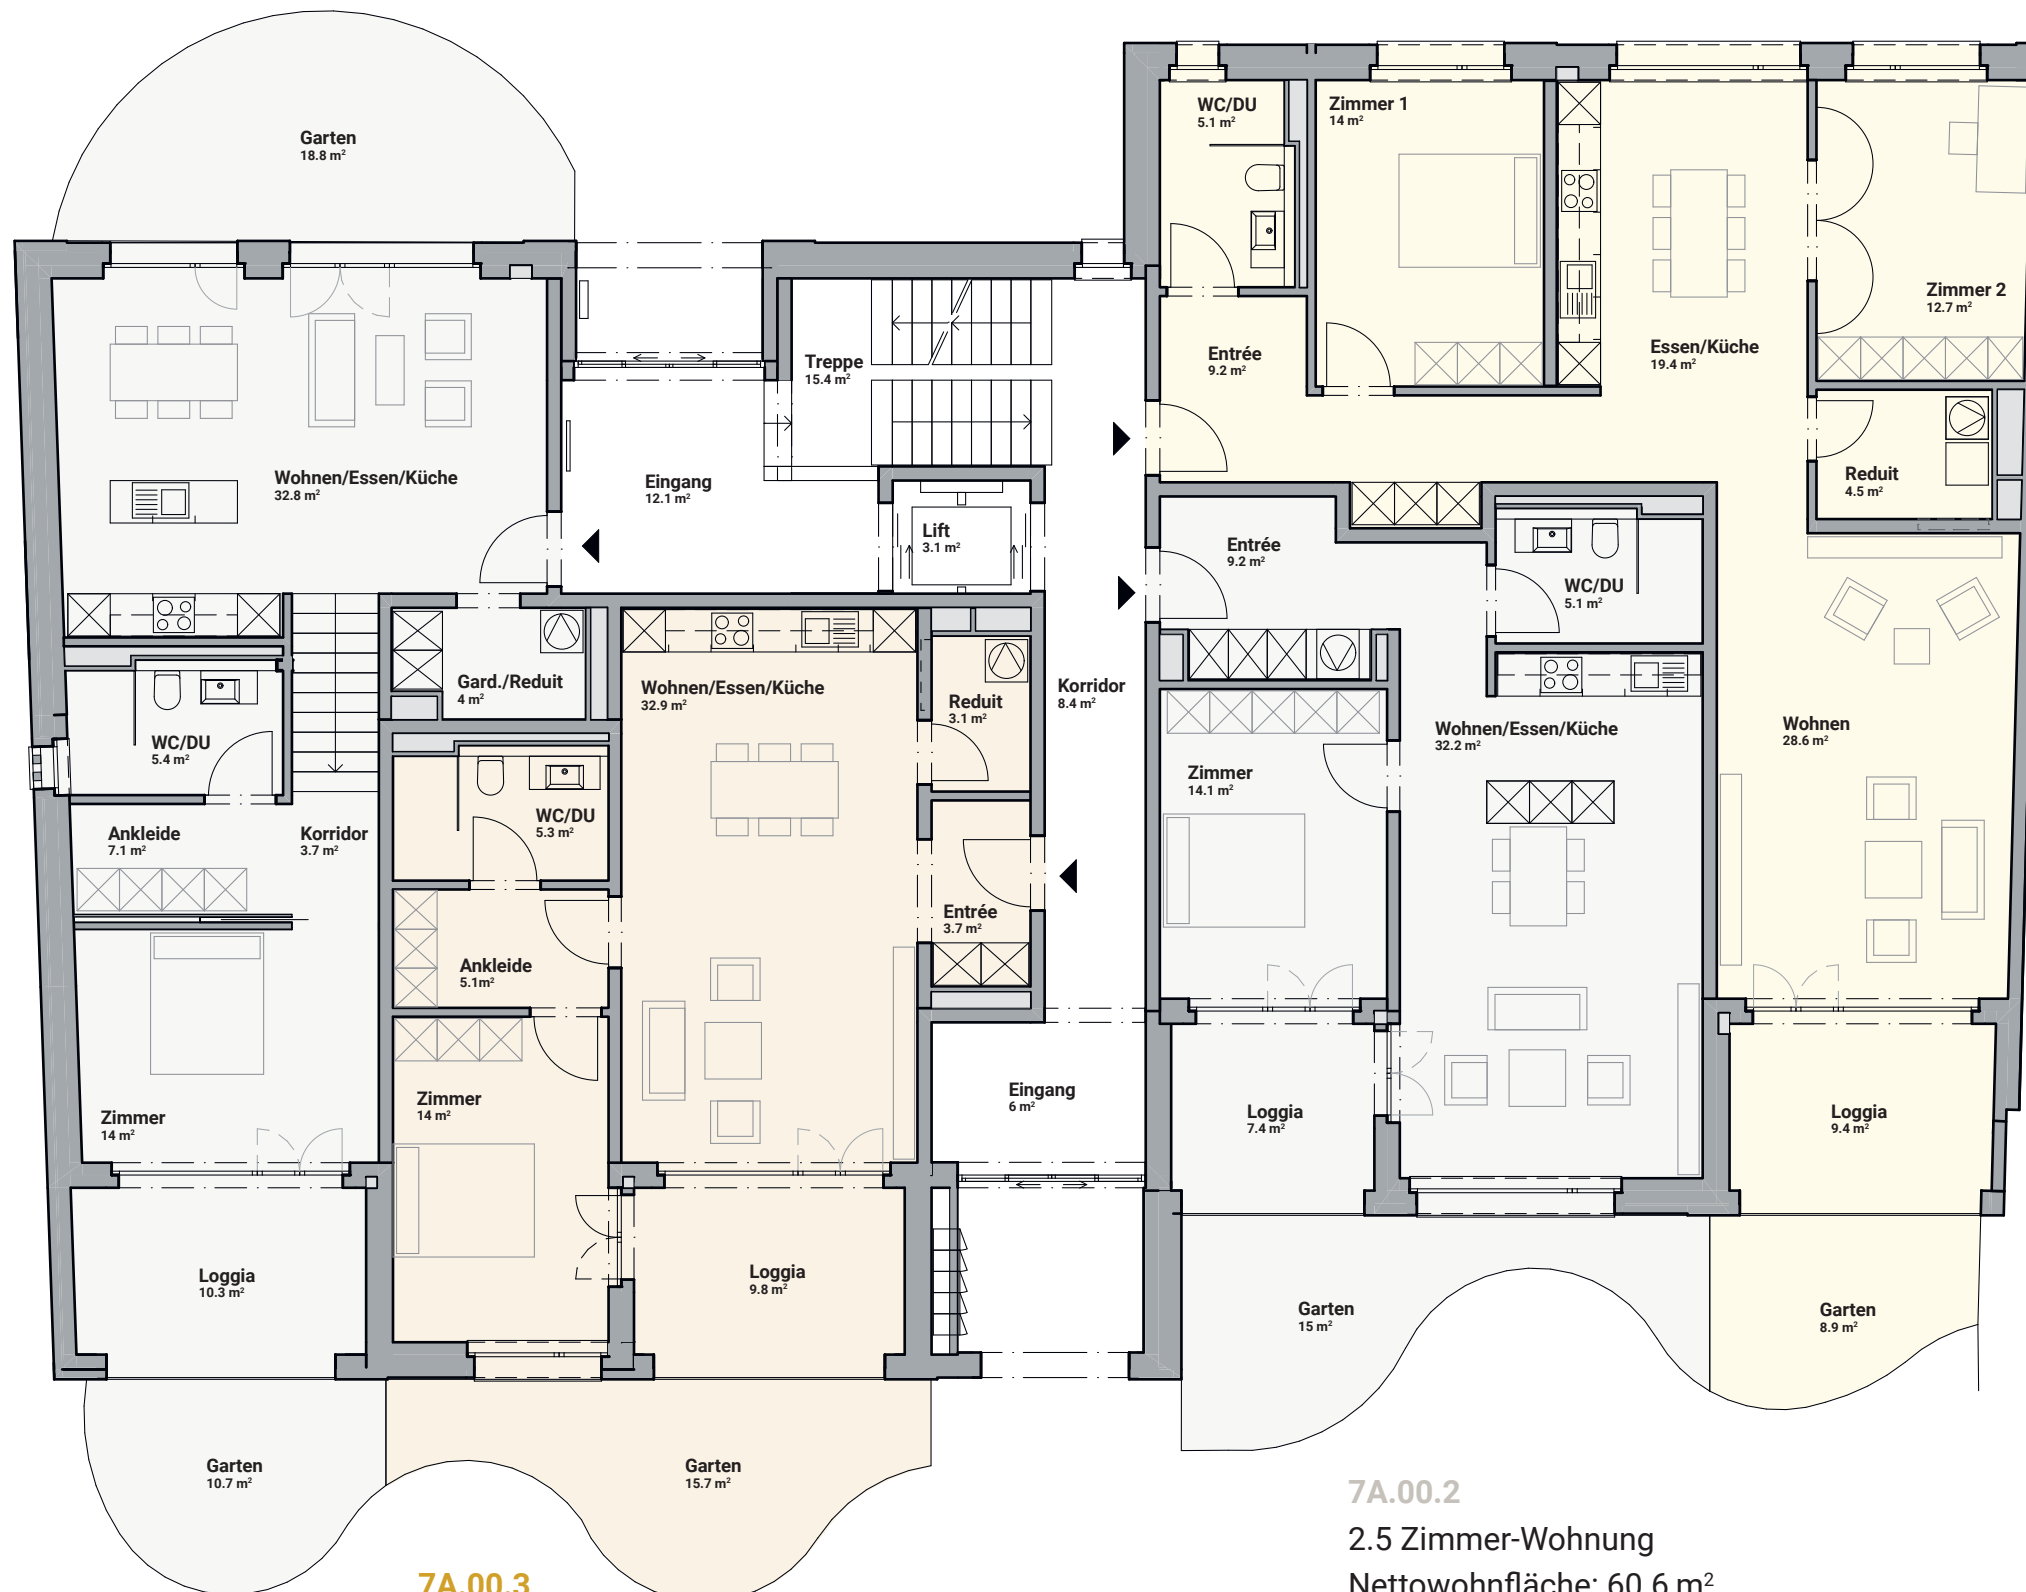 Garten
18.8 m²
WC/DU
5.1 m²
Zimmer 1
14 m²
Zimmer 2
12.7 m²
Entrée
9.2 m²
Essen/Küche
19.4 m²
Treppe
15.4 m²
Wohnen/Essen/Küche
32.8 m²
Eingang
12.1 m²
Reduit
4.5 m²
Lift
3.1 m²
Entrée
9.2 m²
WC/DU
5.1 m²
Gard./Reduit
4 m²
Wohnen/Essen/Küche
32.9 m²
Reduit
3.1 m²
Korridor
8.4 m²
Wohnen/Essen/Küche
32.2 m²
Wohnen
28.6 m²
WC/DU
5.4 m²
Zimmer
14.1 m²
Ankleide
7.1 m²
Korridor
3.7 m²
WC/DU
5.3 m²
Entrée
3.7 m²
Ankleide
5.1m²
Zimmer
14 m²
Zimmer
14 m²
Eingang
6 m²
Loggia
7.4 m²
Loggia
9.4 m²
Loggia
10.3 m²
Loggia
9.8 m²
Garten
15 m²
Garten
8.9 m²
Garten
10.7 m²
Garten
15.7 m²
7A.00.2
2.5 Zimmer-Wohnung
Nettowohnfläche: 60.6 m²
7A.00.3